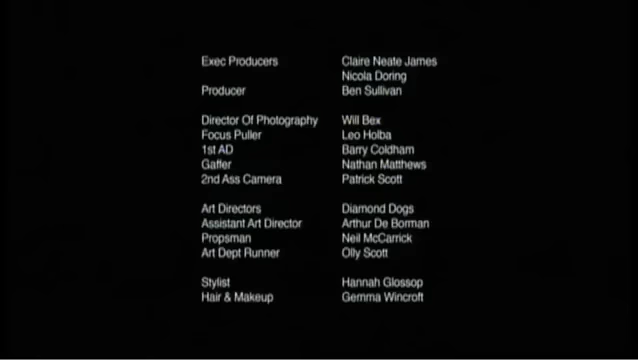 Exec Producers Claire Neate James
Nicola Doring
Producer Ben Sullivan
Director Of Photography Will Bex
Focus Puller Leo Holba
1st AD Barry Coldham
Gaffer Nathan Matthews
2nd Ass Camera Patrick Scott
Art Directors Diamond Dogs
Assistant Art Director Arthur De Borman
Propsman Neil McCarrick
Art Dept Runner Olly Scott
Stylist Hannah Glossop
Hair & Makeup Gemma Wincroft